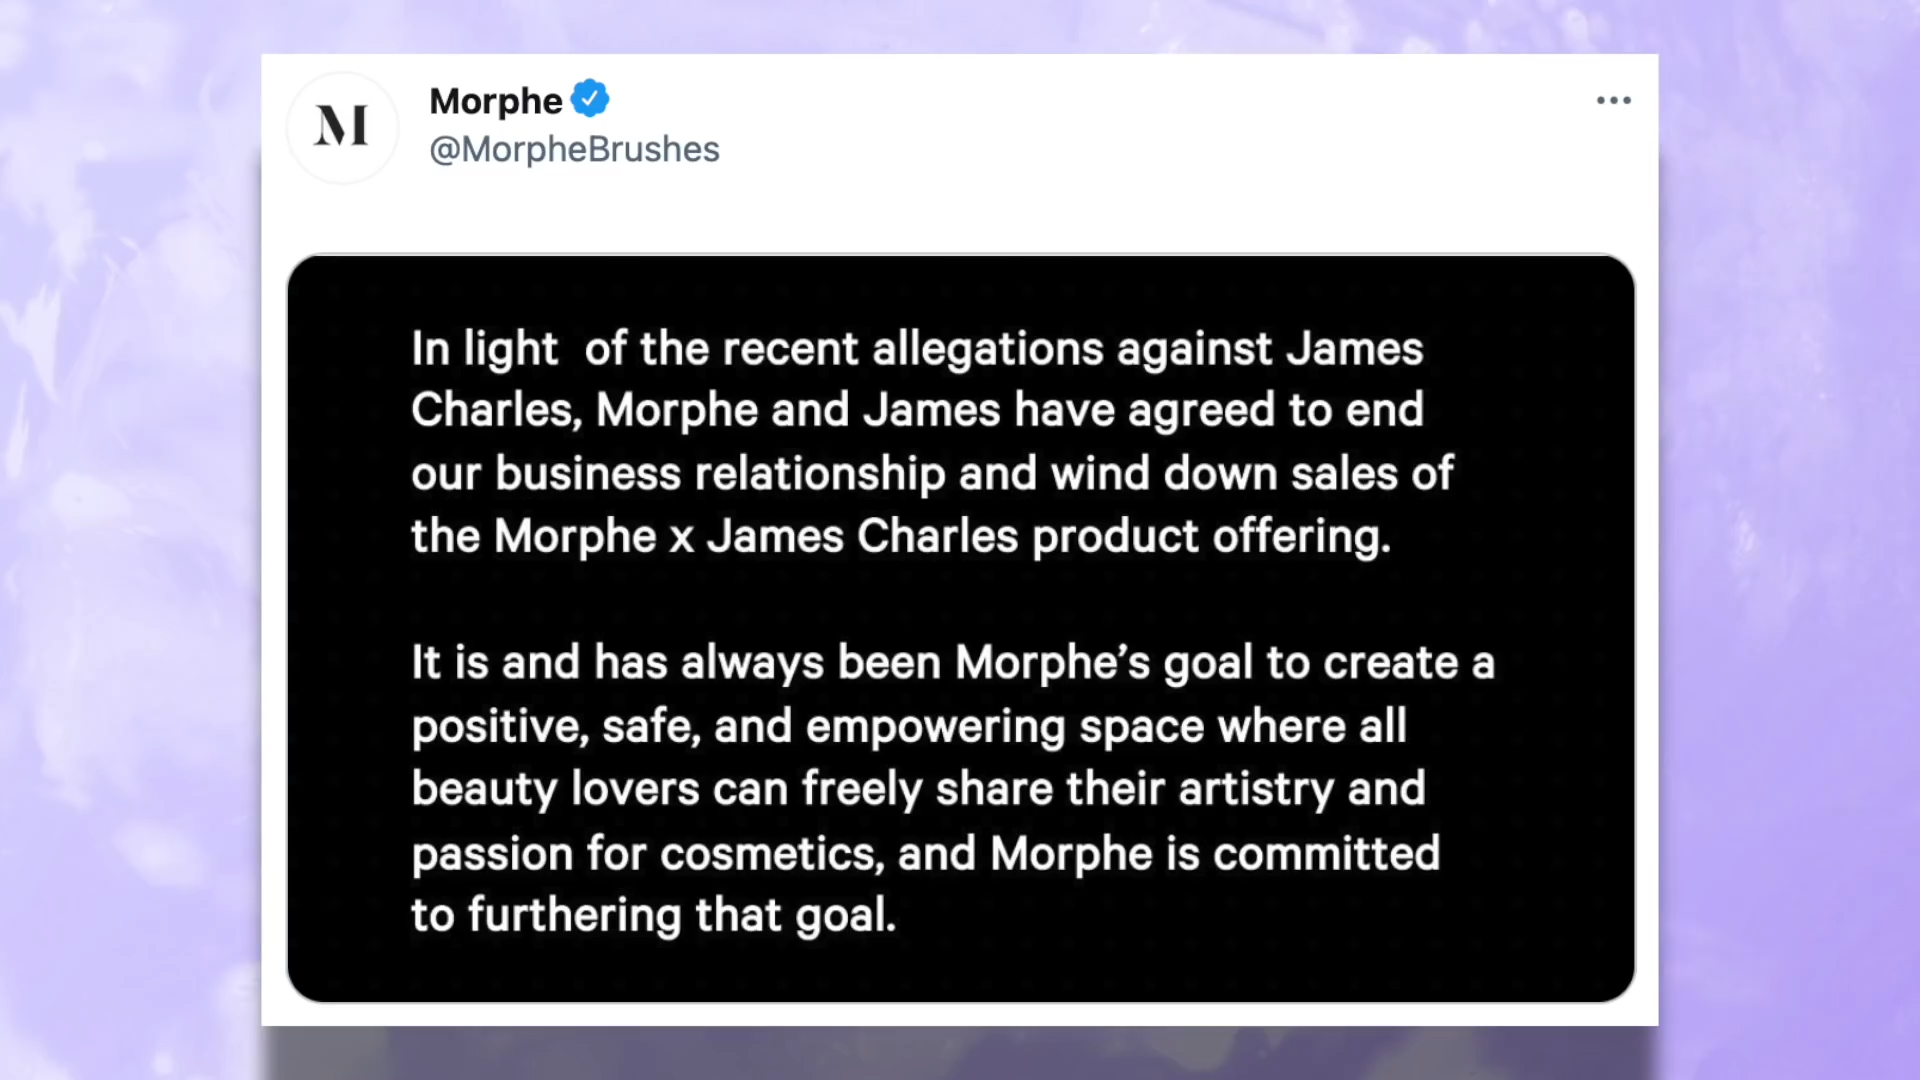 M
Morphe
@MorpheBrushes
In light  of the recent allegations against James
Charles, Morphe and James have agreed to end
our business relationship and wind down sales of
the Morphe x James Charles product offering.
It is and has always been Morphe’s goal to create a
positive, safe, and empowering space where all
beauty lovers can freely share their artistry and
passion for cosmetics, and Morphe is committed
to furthering that goal.